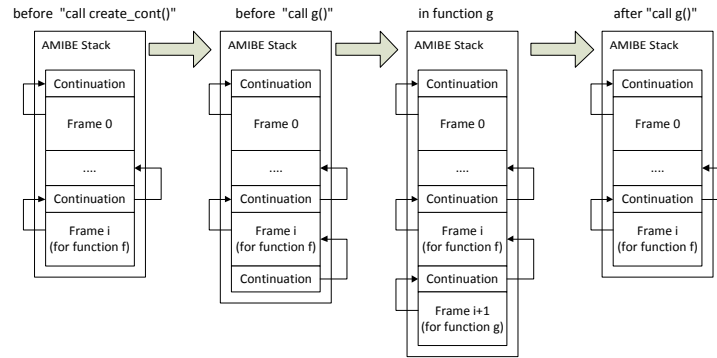 before "call create_cont()"
AMIBE Stack
Continuation
Frame 0
....
Continuation
Frame i
(for function f)
before "call g()"
AMIBE Stack
Continuation
Frame 0
....
Continuation
Frame i
(for function f)
Continuation
in function g
AMIBE Stack
Continuation
Frame 0
....
Continuation
Frame i
(for function f)
Continuation
Frame i+1
(for function g)
after "call g()"
AMIBE Stack
Continuation
Frame 0
....
Continuation
Frame i
(for function f)